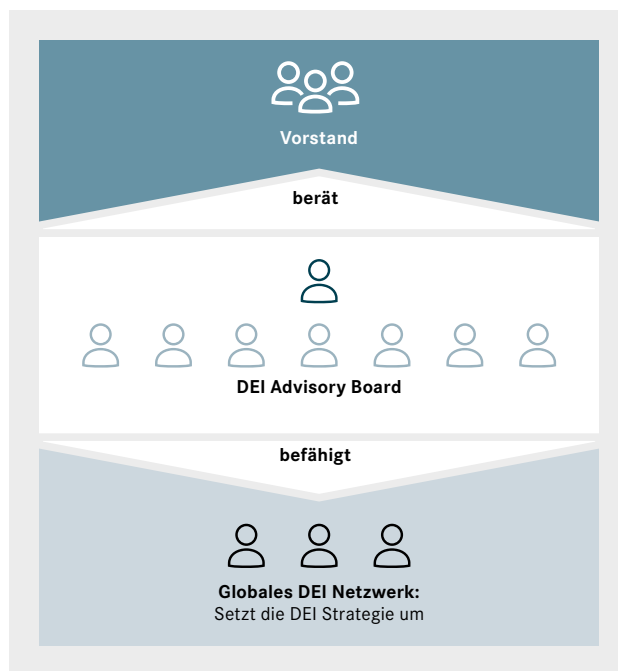 Vorstand
berät
DEI Advisory Board
befähigt
Globales DEI Netzwerk:
Setzt die DEI Strategie um